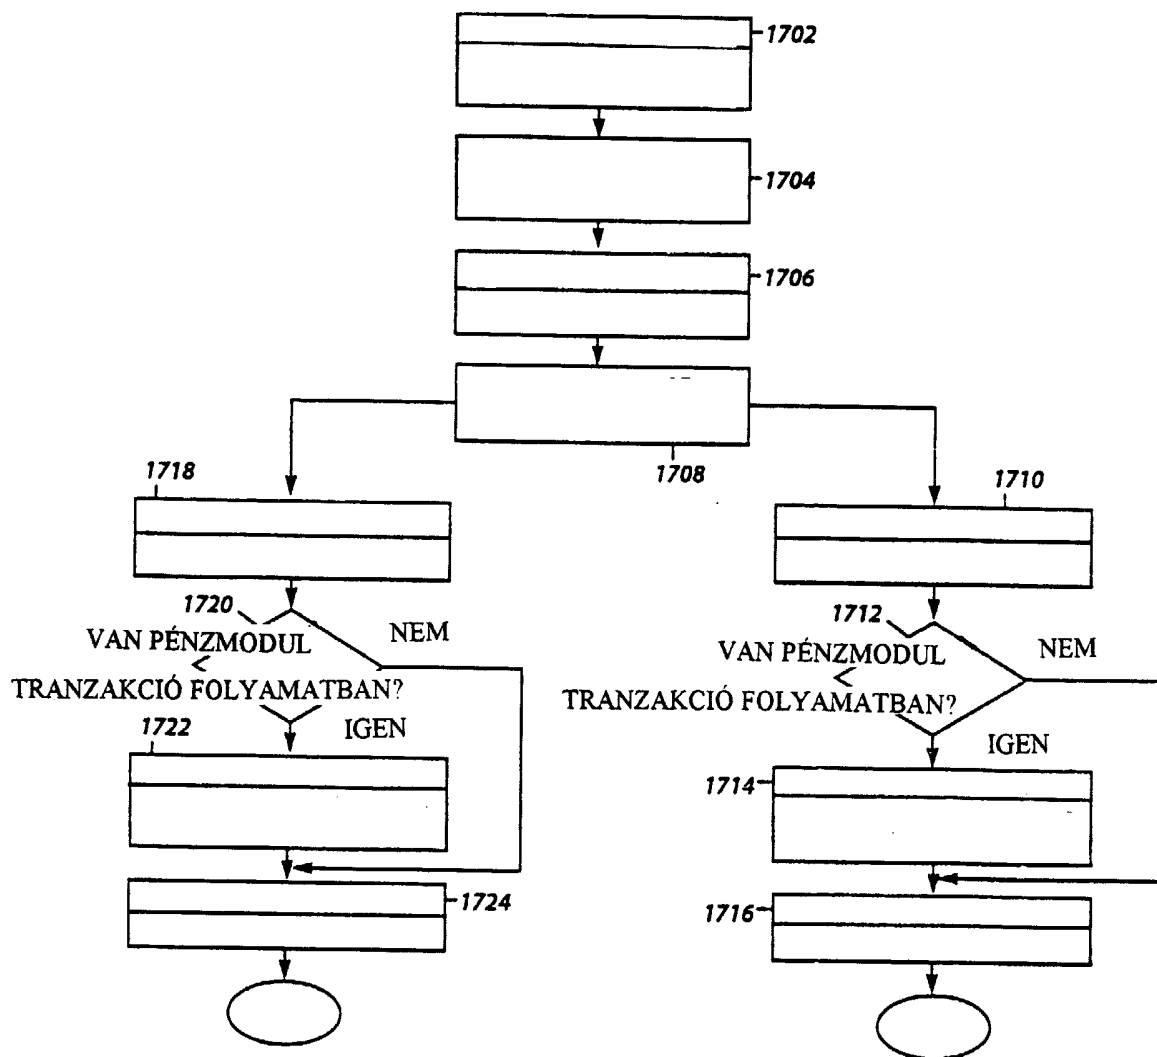 1702
1704
1706
1708
1718
1710
1720
VAN PÉNZMODUL
NEM
TRANZAKCIÓ FOLYAMATBAN?
IGEN
1712
VAN PÉNZMODUL
NEM
TRANZAKCIÓ FOLYAMATBAN?
IGEN
1722
1714
1724
1716